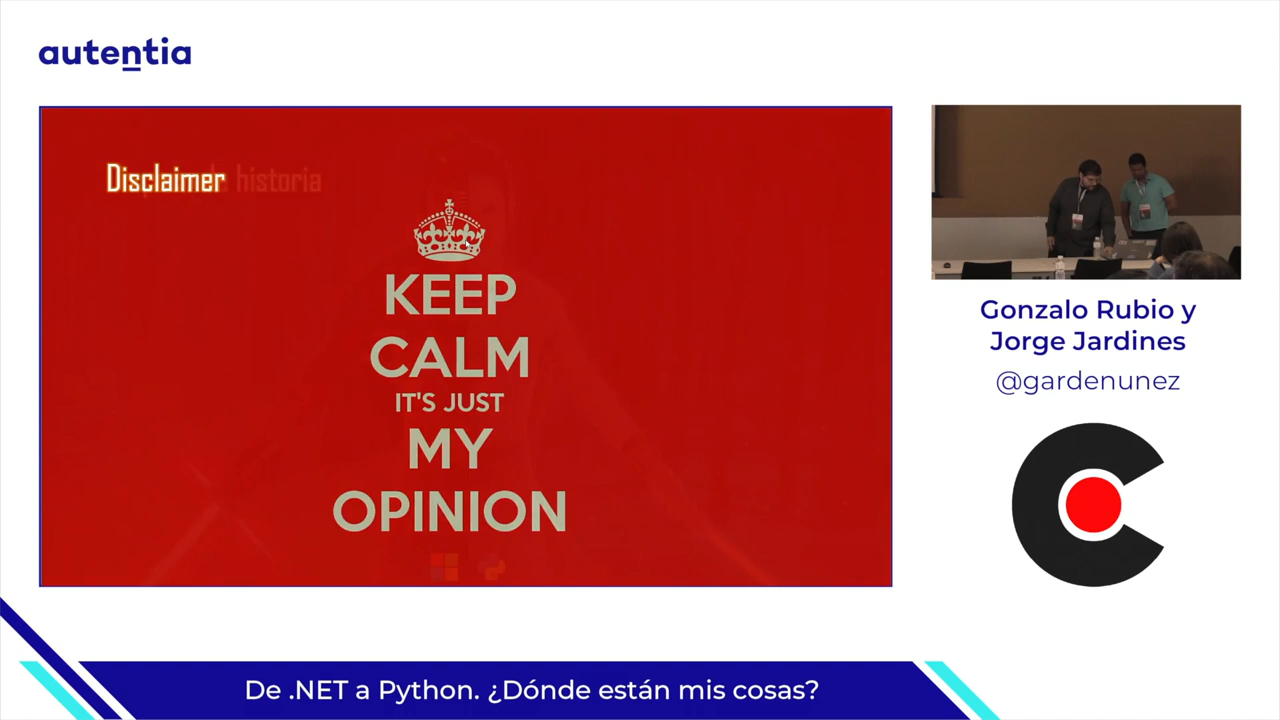 autentia
Disclaimer historia
KEEP
CALM
IT'S JUST
MY
OPINION
Gonzalo Rubio y
Jorge Jardines
@gardenunez
De .NET a Python. ¿Dónde están mis cosas?